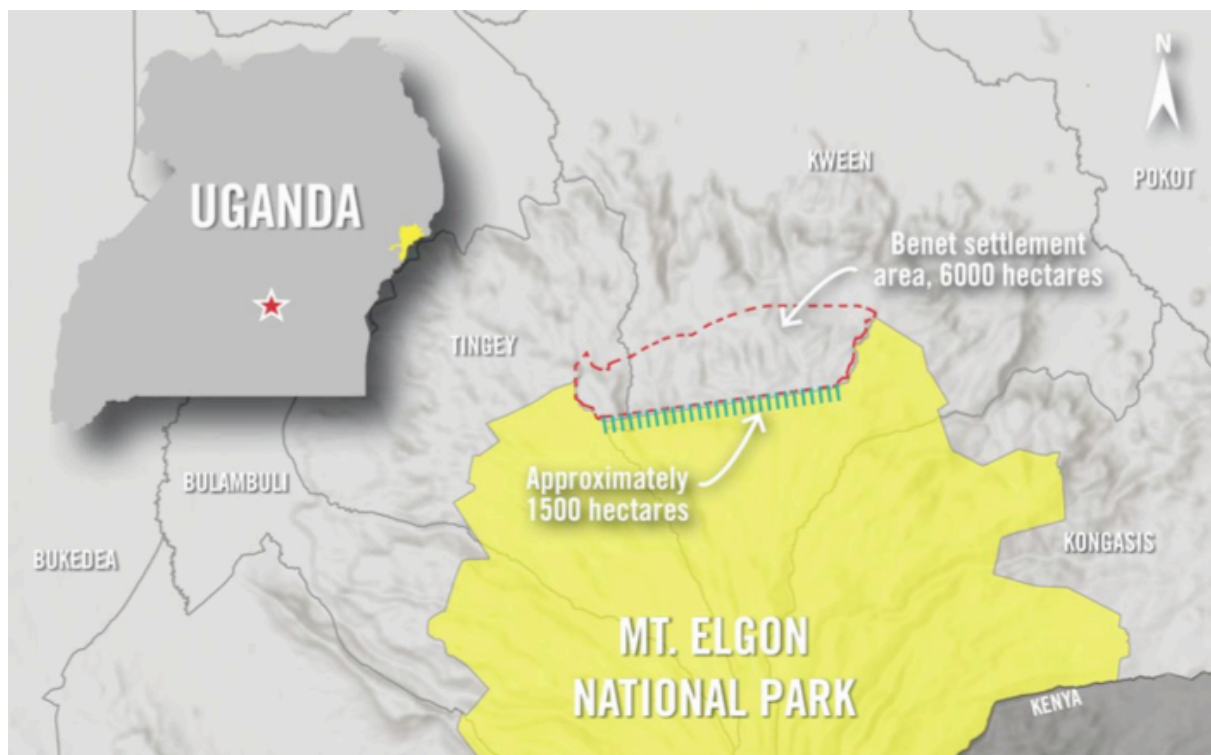 N
KWEEN
POKOT
UGANDA
Benet settlement
area, 6000 hectares
TINGEY
Approximately
1500 hectares
BULAMBULI
KONGASIS
BUKEDEA
MT. ELGON
NATIONAL PARK
KENYA